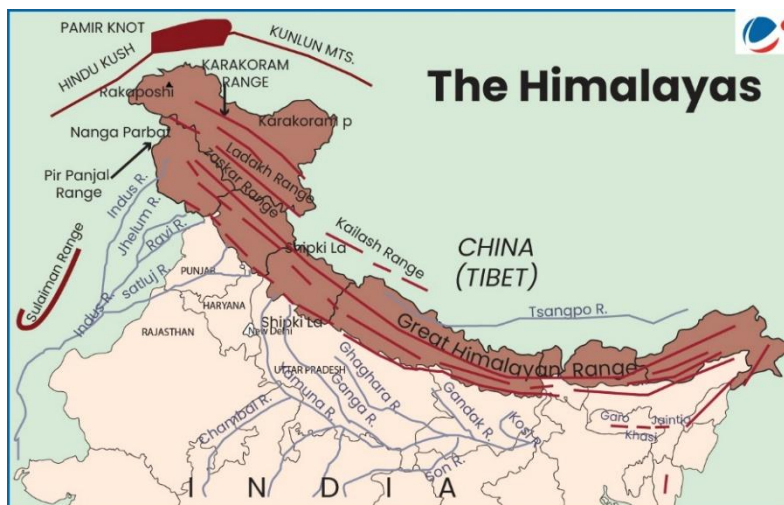 PAMIR KNOT
HINDU KUSH
KUNLUN MTS.
The Himalayas
KARAKORAM
RANGE
Rakaposhi
Karakoram p
Nanga Parbat
Ladakh Range
Zaskar Range
Pir Panjal
Range
Indus R.
Jhelum R.
Ravi R.
Kailash Range
CHINA
(TIBET)
Shipki La
Sulaiman Range
Indus R.
Satluj R.
PUNJAB
Tsangpo R.
HARYANA
Shipki La
New Delhi
RAJASTHAN
Great Himalayan Range
UTTAR PRADESH
Chambal R.
Yamuna R.
Ganga R.
Ghaghara R.
Gandak R.
Kosi R.
Son R.
Garo
Khasi
Jaintia
INDIA